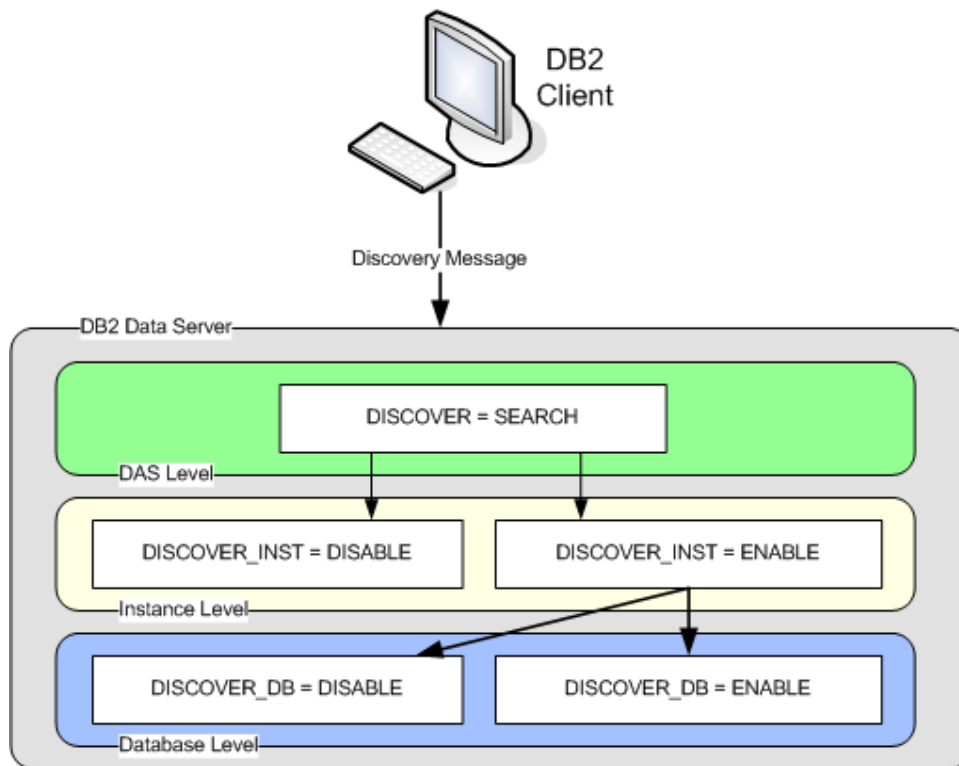 DB2
Client
Discovery Message
DB2 Data Server
DISCOVER = SEARCH
DAS Level
DISCOVER_INST = DISABLE
DISCOVER_INST = ENABLE
Instance Level
DISCOVER_DB = DISABLE
DISCOVER_DB = ENABLE
Database Level